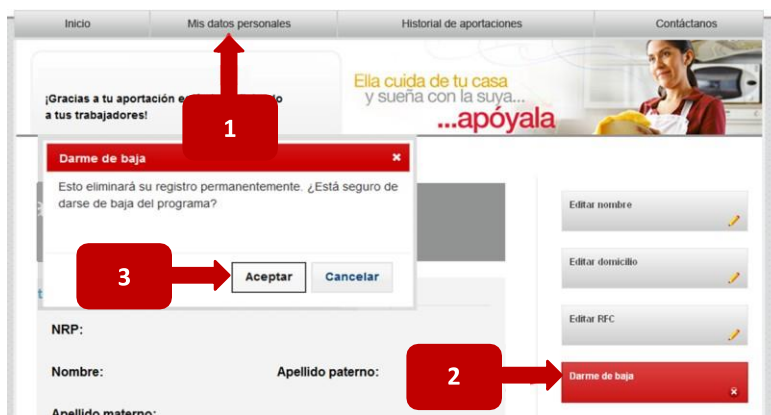 Inicio
Mis datos personales
Historial de aportaciones
Contáctanos
¡Gracias a tu aportación
a tus trabajadores!
1
Ella cuida de tu casa
y sueña con la suya...
...apóyala
Darme de baja
Esto eliminará su registro permanentemente. ¿Está seguro de
darse de baja del programa?
3
Aceptar
Cancelar
Editar nombre
Editar domicilio
Editar RFC
2
Darme de baja
NRP:
Nombre:
Apellido paterno:
Apellido materno: